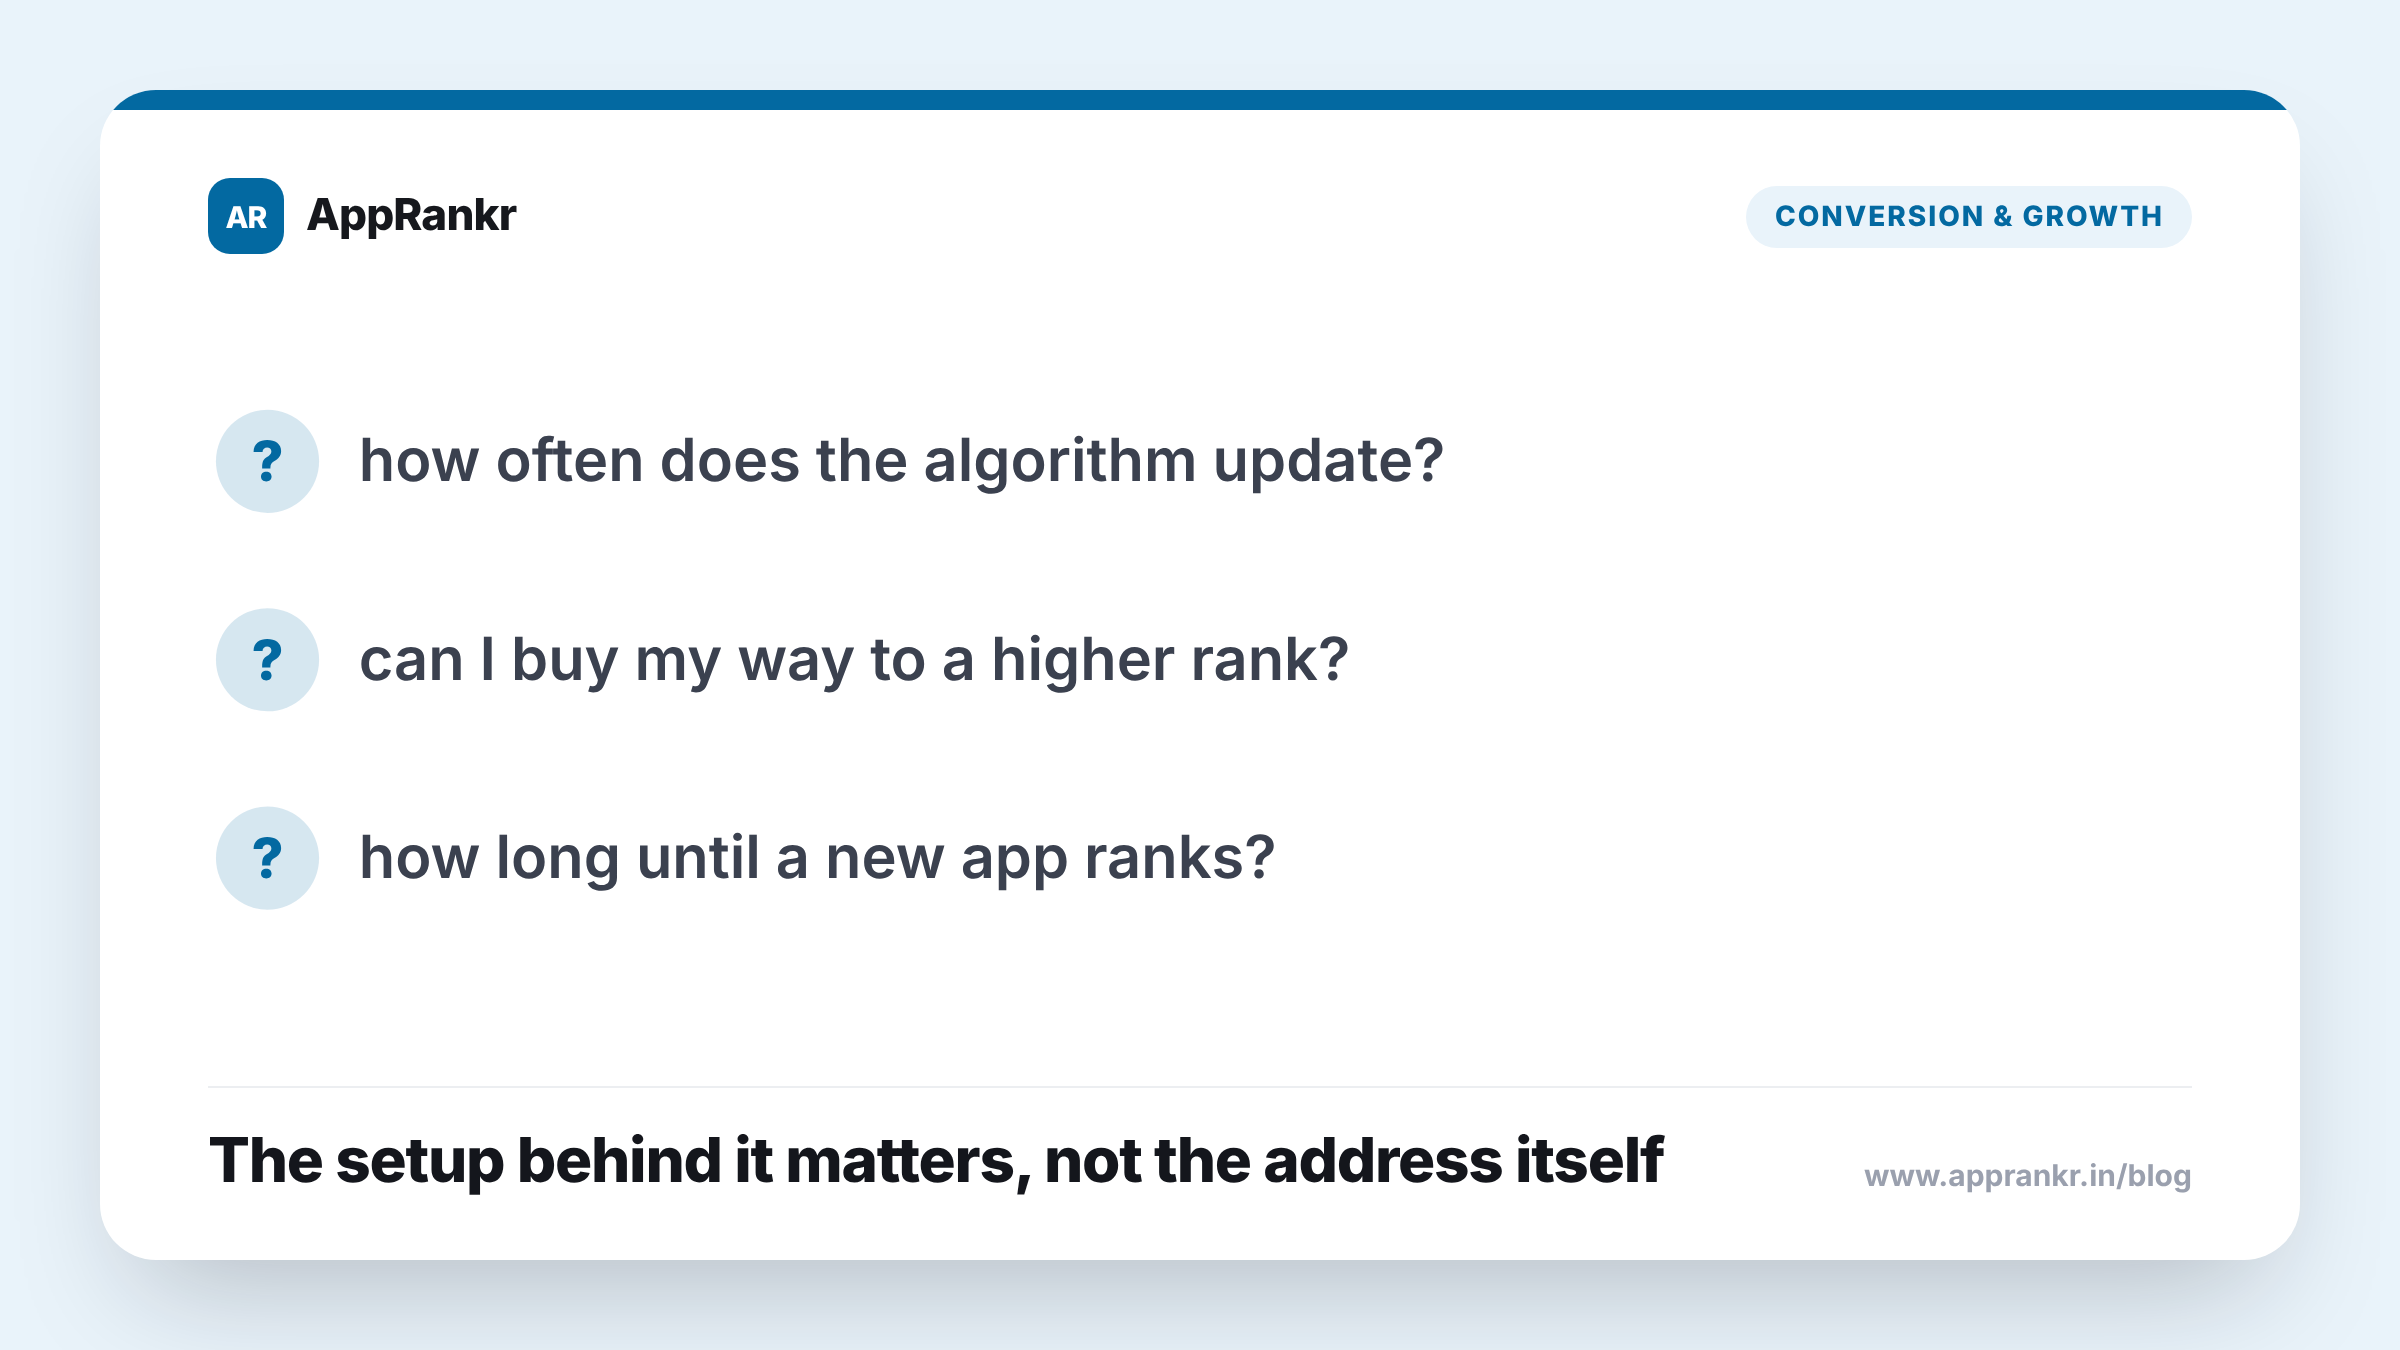 AR AppRankr
CONVERSION & GROWTH
? how often does the algorithm update?
? can I buy my way to a higher rank?
? how long until a new app ranks?
The setup behind it matters, not the address itself
www.apprankr.in/blog